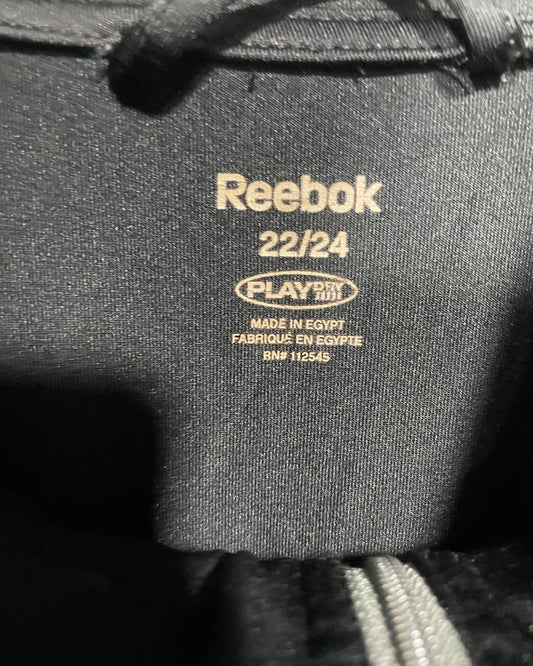 Reebok
22/24
PLAY DRY
MADE IN EGYPT
FABRIQUÉ EN EGYPTE
RN# 112545